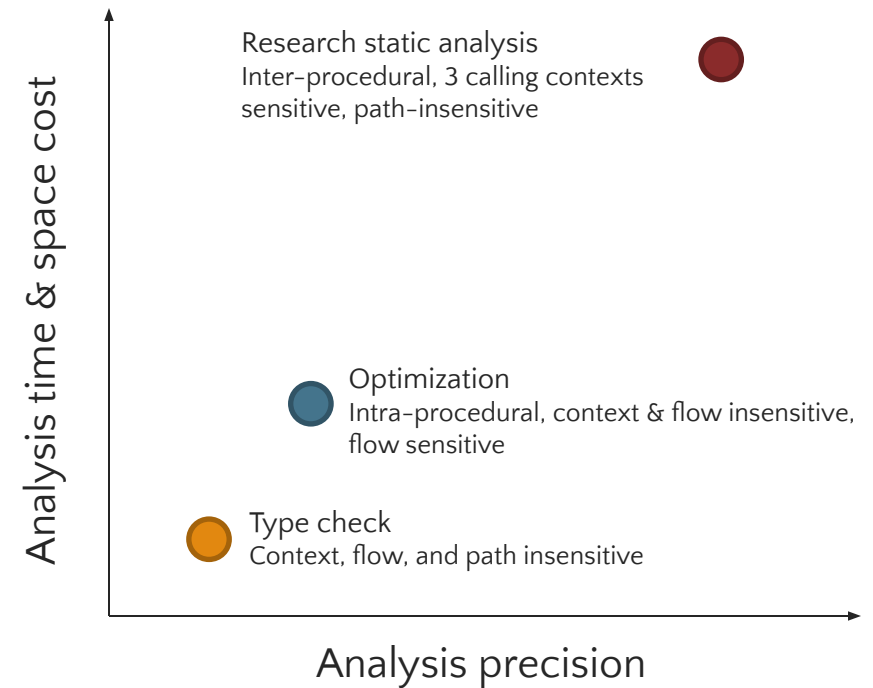 Research static analysis
Inter-procedural, 3 calling contexts
sensitive, path-insensitive
Analysis time & space cost
Optimization
Intra-procedural, context & flow insensitive,
flow sensitive
Type check
Context, flow, and path insensitive
Analysis precision